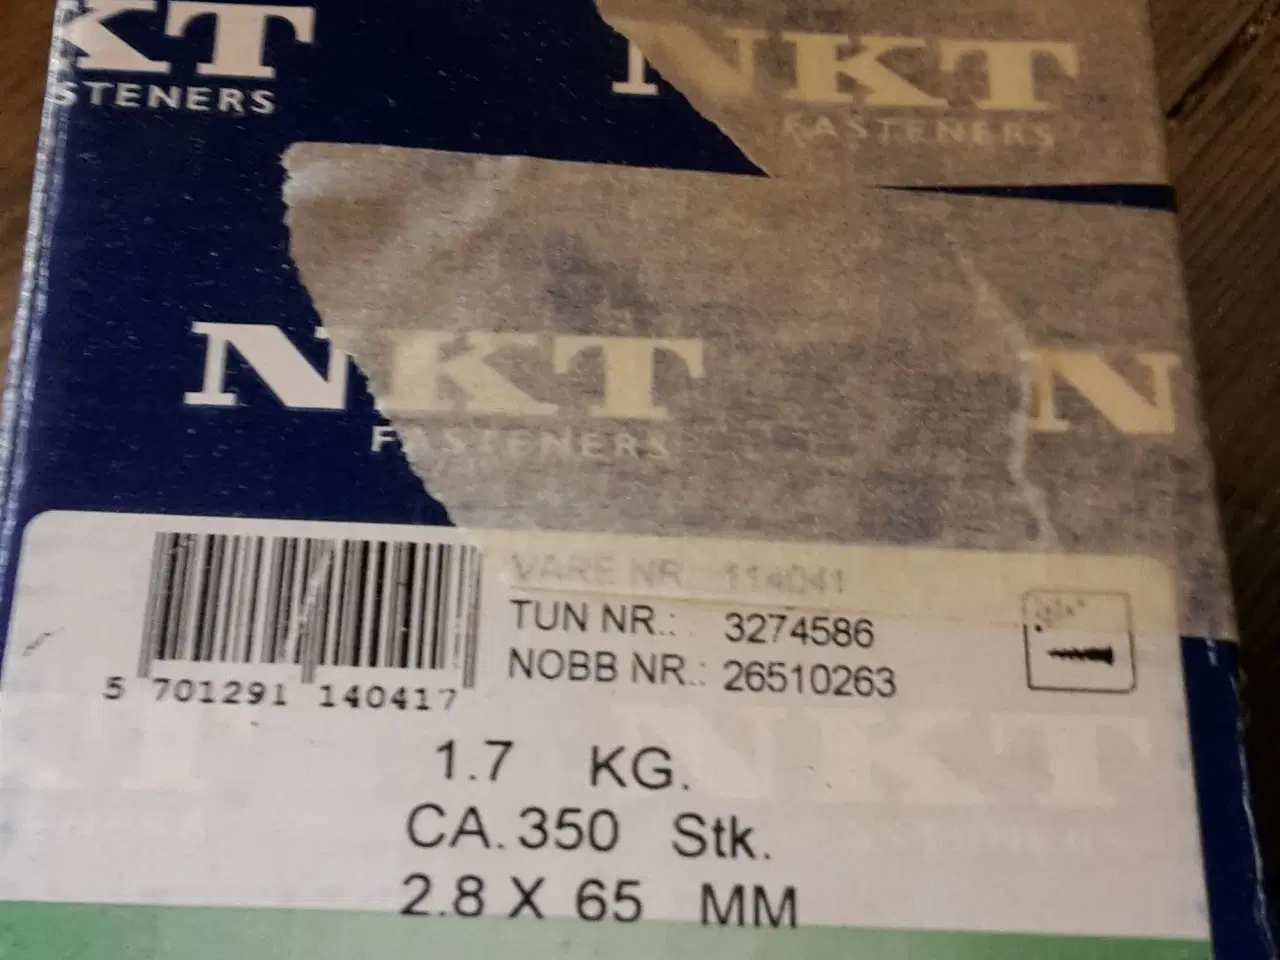 KT
STENERS
NKT
FASTENERS
NKT
FASTENERS
N
VARE NR.: 114041
TUN NR.: 3274586
NOBB NR.: 26510263
5 701291 140417
1.7 KG.
CA. 350 Stk.
2.8 X 65 MM
NKT